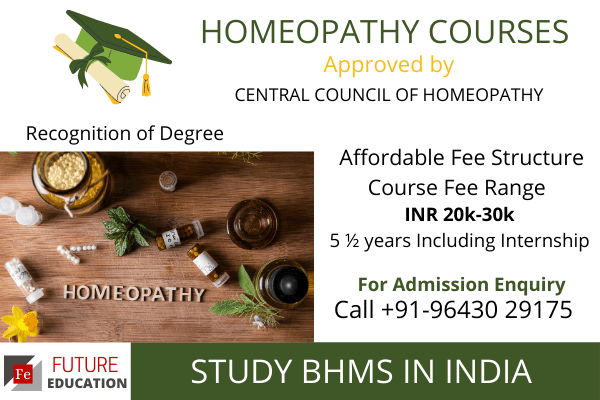 HOMEOPATHY COURSES
Approved by
CENTRAL COUNCIL OF HOMEOPATHY
Recognition of Degree
Affordable Fee Structure
Course Fee Range
INR 20k-30k
5 ½ years Including Internship
HOMEOPATHY
For Admission Enquiry
Call +91-96430 29175
Fe
FUTURE
EDUCATION
STUDY BHMS IN INDIA